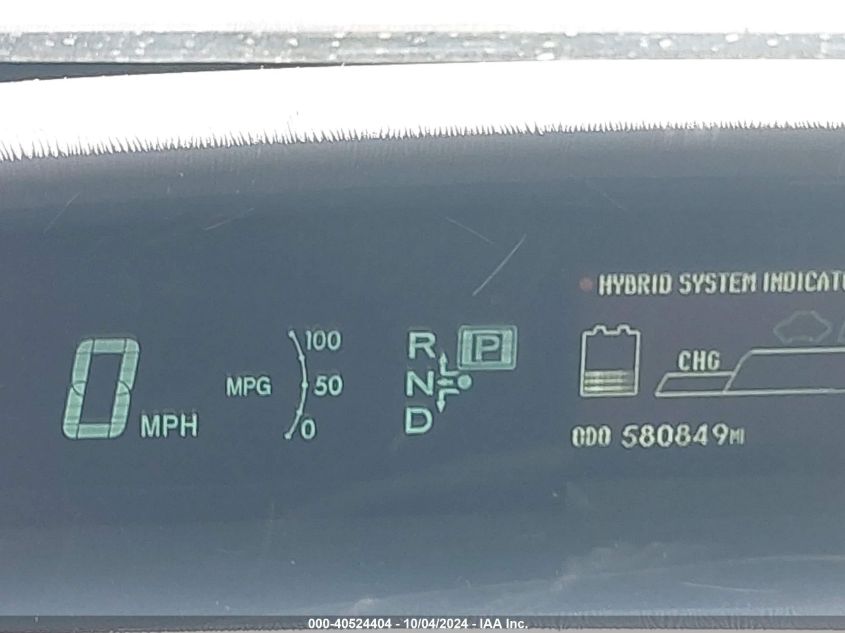 HYBRID SYSTEM INDICAT
0 MPH
MPG
100
50
0
R
N
D
P
CHG
ODO 580849MI
000-40524404 - 10/04/2024 - IAA Inc.